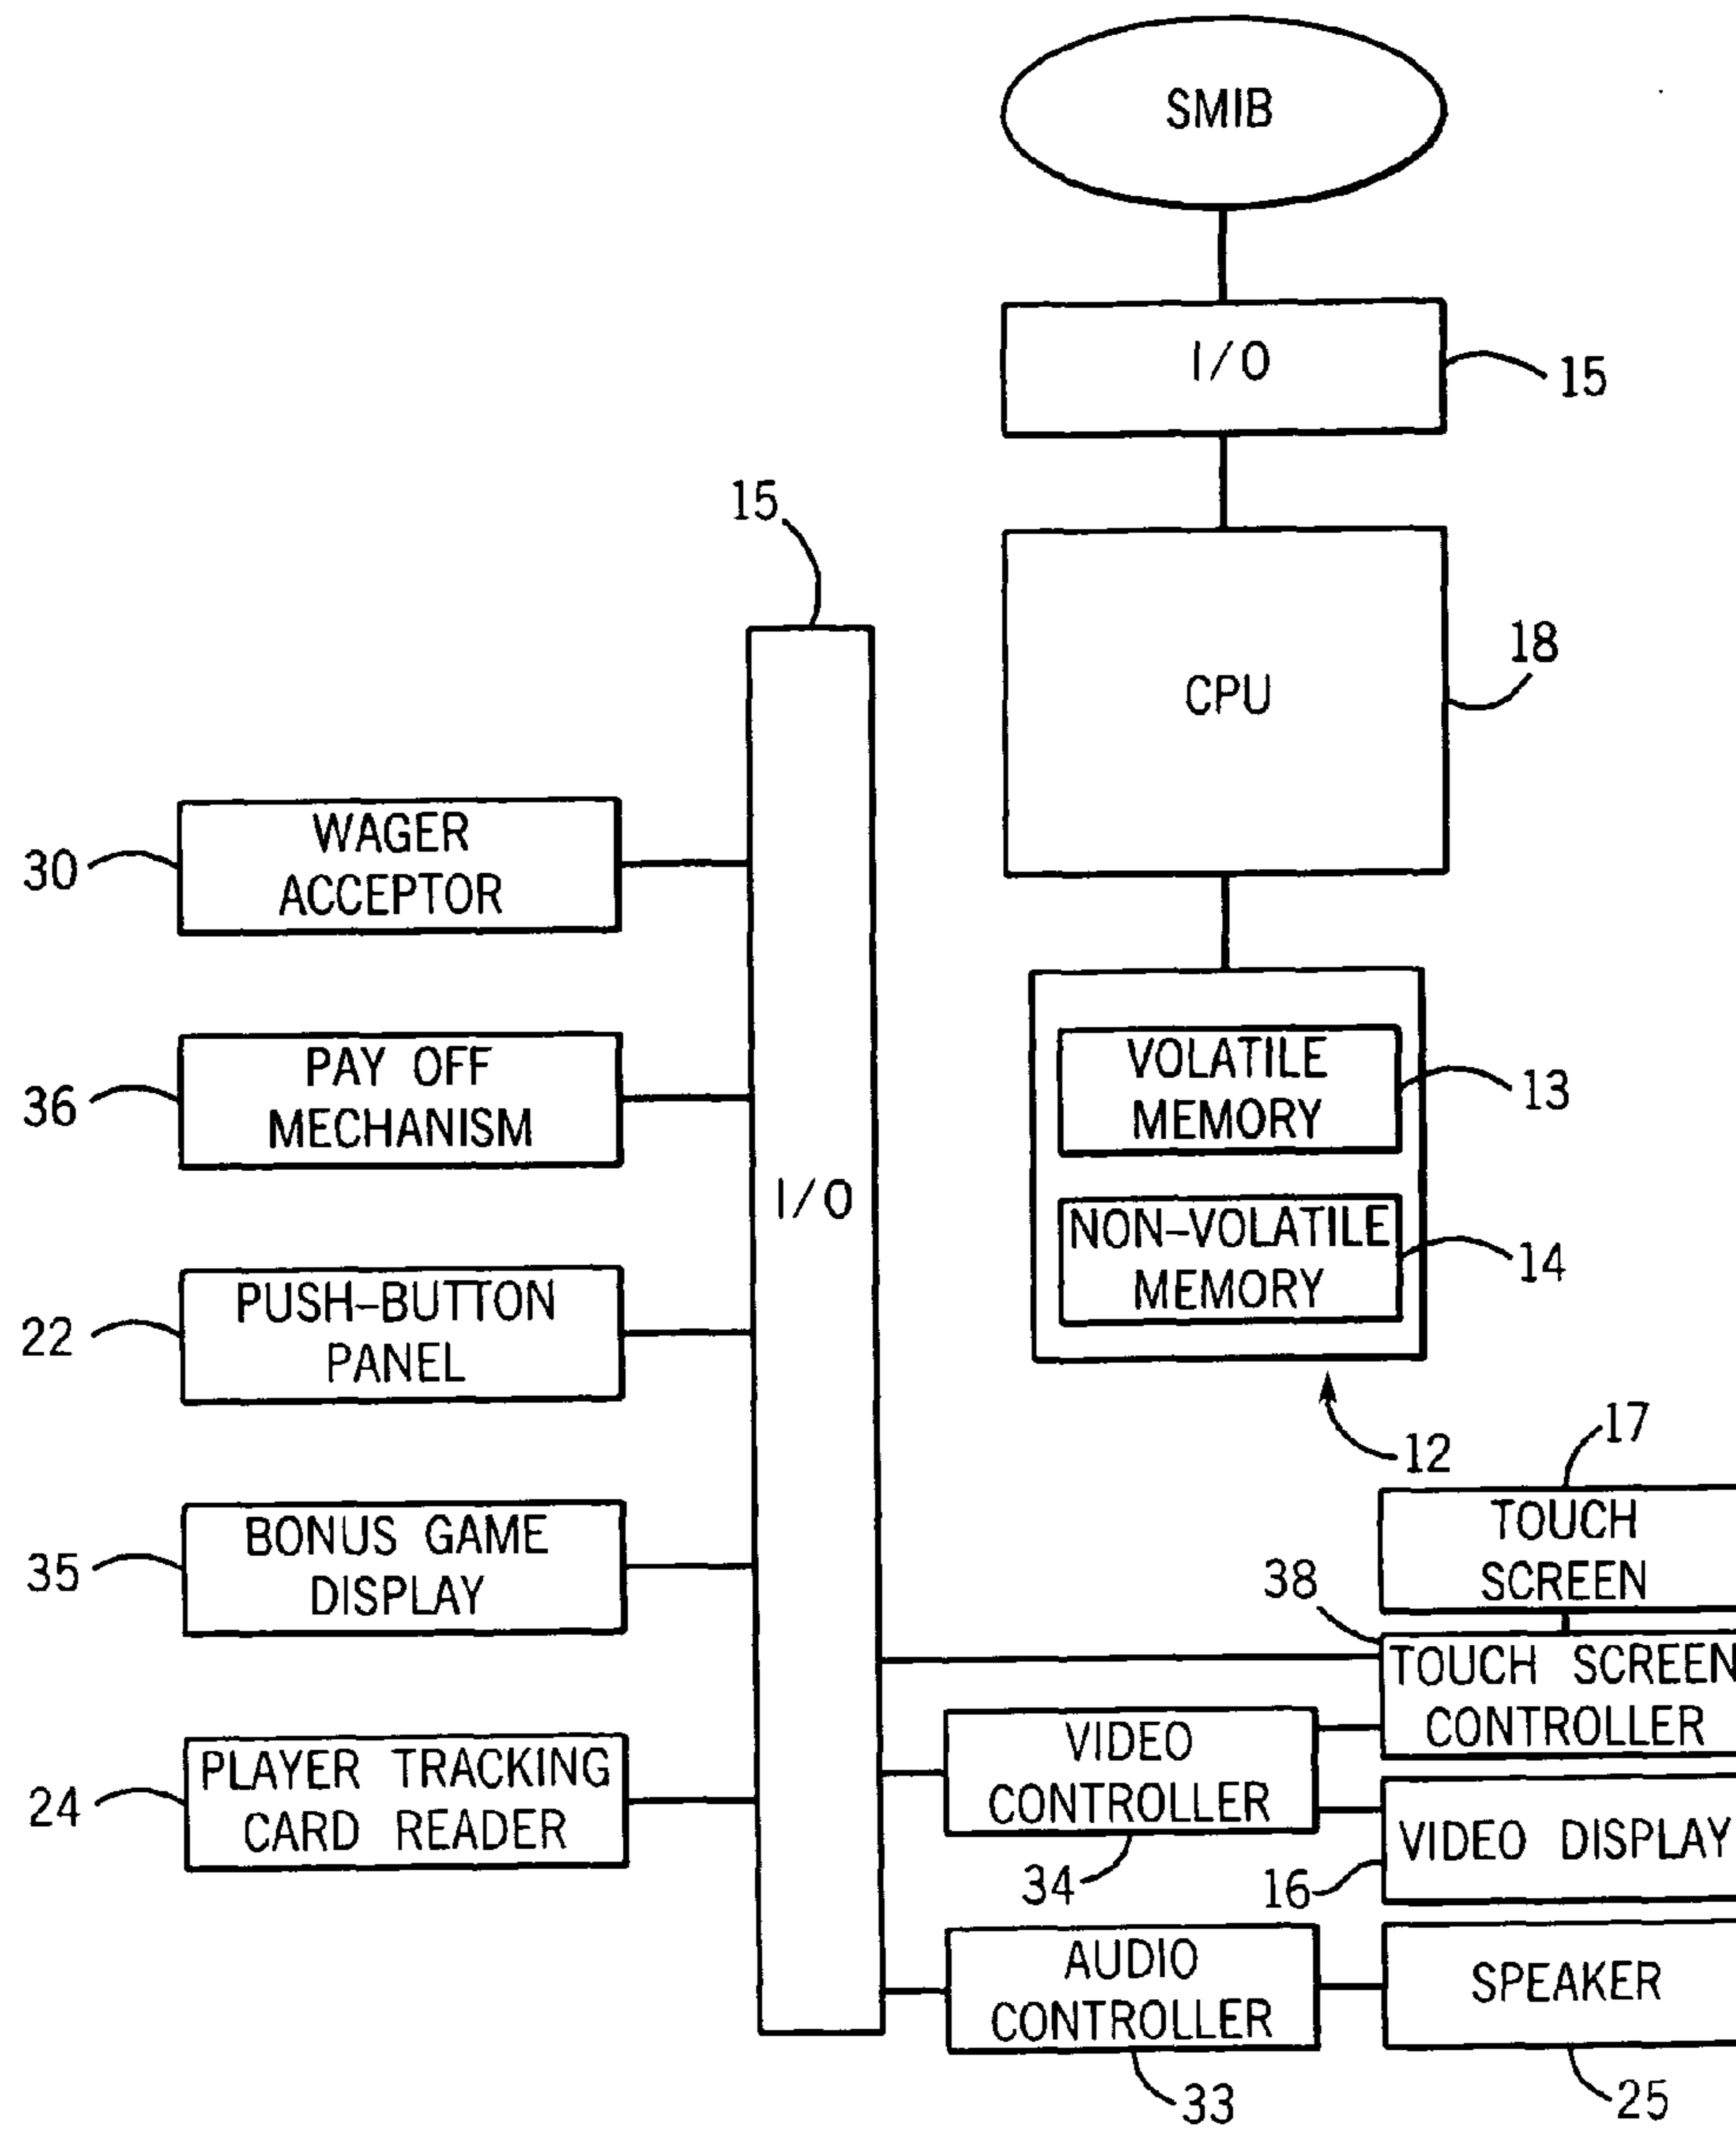 SMIB
I/O
15
15
CPU
18
WAGER
ACCEPTOR
30
VOLATILE
MEMORY
13
PAY OFF
MECHANISM
36
I/O
NON-VOLATILE
MEMORY
14
PUSH-BUTTON
PANEL
22
12
17
TOUCH
SCREEN
BONUS GAME
DISPLAY
35
38
TOUCH SCREEN
CONTROLLER
PLAYER TRACKING
CARD READER
24
VIDEO
CONTROLLER
34
VIDEO DISPLAY
16
AUDIO
CONTROLLER
33
SPEAKER
25